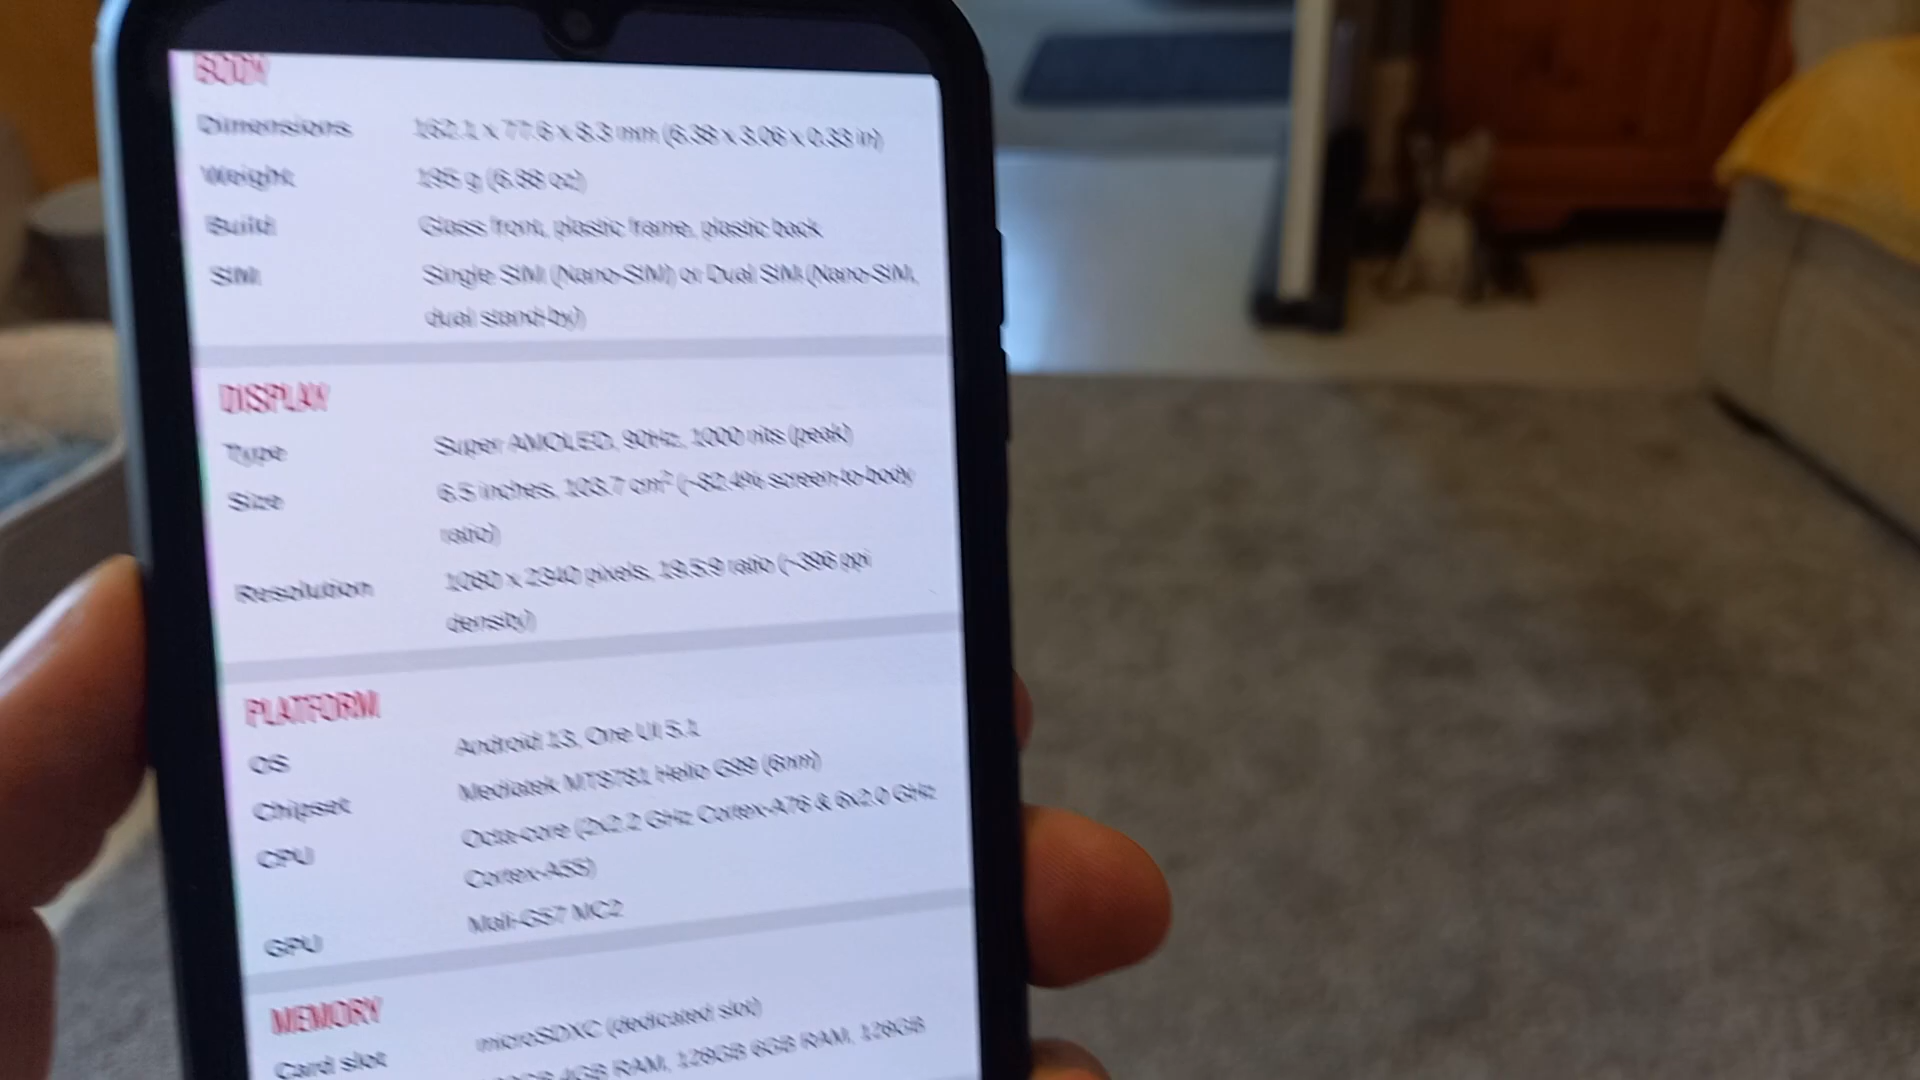 BODY
Dimensions 162.1 x 77.6 x 8.3 mm (6.38 x 3.06 x 0.33 in)
Weight 195 g (6.88 oz)
Build Glass front, plastic frame, plastic back
SIM Single SIM (Nano-SIM) or Dual SIM (Nano-SIM,
dual stand-by)
DISPLAY
Type Super AMOLED, 90Hz, 1000 nits (peak)
Size 6.5 inches, 103.7 cm² (~82.4% screen-to-body
ratio)
Resolution 1080 x 2340 pixels, 19.5:9 ratio (~396 ppi
density)
PLATFORM
OS Android 13, One UI 5.1
Chipset Mediatek MT8781 Helio G99 (6nm)
CPU Octa-core (2x2.2 GHz Cortex-A76 & 6x2.0 GHz
Cortex-A55)
GPU Mali-G57 MC2
MEMORY
Card slot microSDXC (dedicated slot)
4GB RAM, 128GB 6GB RAM, 128GB